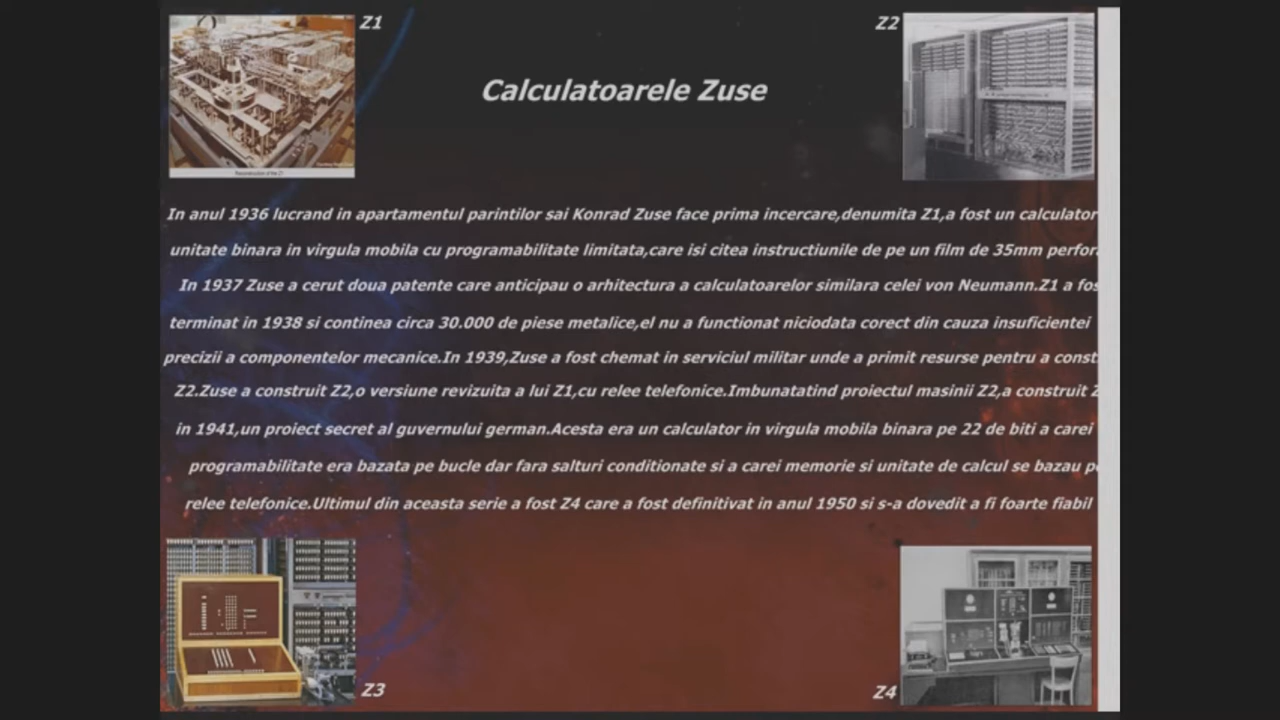 Z1
Z2
Calculatoarele Zuse
Reconstruction of the Z1
In anul 1936 lucrand in apartamentul parintilor sai Konrad Zuse face prima incercare,denumita Z1,a fost un calculator
unitate binara in virgula mobila cu programabilitate limitata,care isi citea instructiunile de pe un film de 35mm
In 1937 Zuse a cerut doua patente care anticipau o arhitectura a calculatoarelor similara celei von Neumann.Z1 a
terminat in 1938 si continea circa 30.000 de piese metalice,el nu a functionat niciodata corect din cauza insuficientei
precizii a componentelor mecanice.In 1939,Zuse a fost chemat in serviciul militar unde a primit resurse pentru a
Z2.Zuse a construit Z2,o versiune revizuita a lui Z1,cu relee telefonice.Imbunatatind proiectul masinii Z2,a construit
in 1941,un proiect secret al guvernului german.Acesta era un calculator in virgula mobila binara pe 22 de biti a carei
programabilitate era bazata pe bucle dar fara salturi conditionate si a carei memorie si unitate de calcul se bazau
relee telefonice.Ultimul din aceasta serie a fost Z4 care a fost definitivat in anul 1950 si s-a dovedit a fi foarte fiabil
Z3
Z4